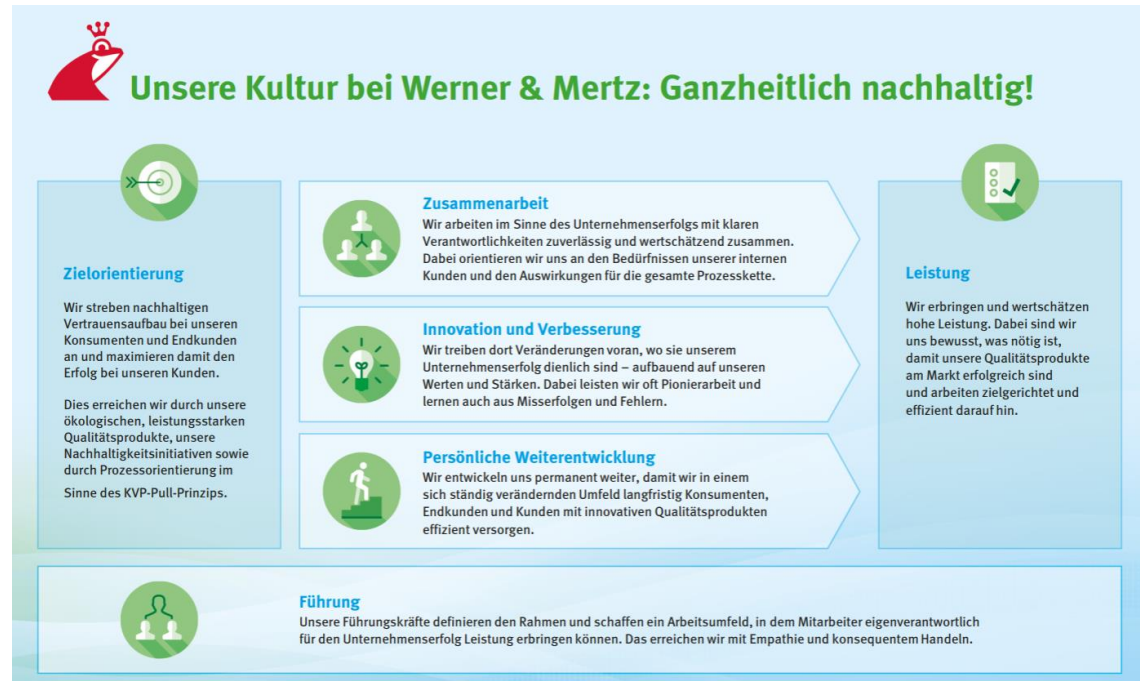 Unsere Kultur bei Werner & Mertz: Ganzheitlich nachhaltig!
Zielorientierung
Wir streben nachhaltigen
Vertrauensaufbau bei unseren
Konsumenten und Endkunden
an und maximieren damit den
Erfolg bei unseren Kunden.
Dies erreichen wir durch unsere
ökologischen, leistungsstarken
Qualitätsprodukte, unsere
Nachhaltigkeitsinitiativen sowie
durch Prozessorientierung im
Sinne des KVP-Pull-Prinzips.
Zusammenarbeit
Wir arbeiten im Sinne des Unternehmenserfolgs mit klaren
Verantwortlichkeiten zuverlässig und wertschätzend zusammen.
Dabei orientieren wir uns an den Bedürfnissen unserer internen
Kunden und den Auswirkungen für die gesamte Prozesskette.
Innovation und Verbesserung
Wir treiben dort Veränderungen voran, wo sie unserem
Unternehmenserfolg dienlich sind – aufbauend auf unseren
Werten und Stärken. Dabei leisten wir oft Pionierarbeit und
lernen auch aus Misserfolgen und Fehlern.
Persönliche Weiterentwicklung
Wir entwickeln uns permanent weiter, damit wir in einem
sich ständig verändernden Umfeld langfristig Konsumenten,
Endkunden und Kunden mit innovativen Qualitätsprodukten
effizient versorgen.
Leistung
Wir erbringen und wertschätzen
hohe Leistung. Dabei sind wir
uns bewusst, was nötig ist,
damit unsere Qualitätsprodukte
am Markt erfolgreich sind
und arbeiten zielgerichtet und
effizient darauf hin.
Führung
Unsere Führungskräfte definieren den Rahmen und schaffen ein Arbeitsumfeld, in dem Mitarbeiter eigenverantwortlich
für den Unternehmenserfolg Leistung erbringen können. Das erreichen wir mit Empathie und konsequentem Handeln.